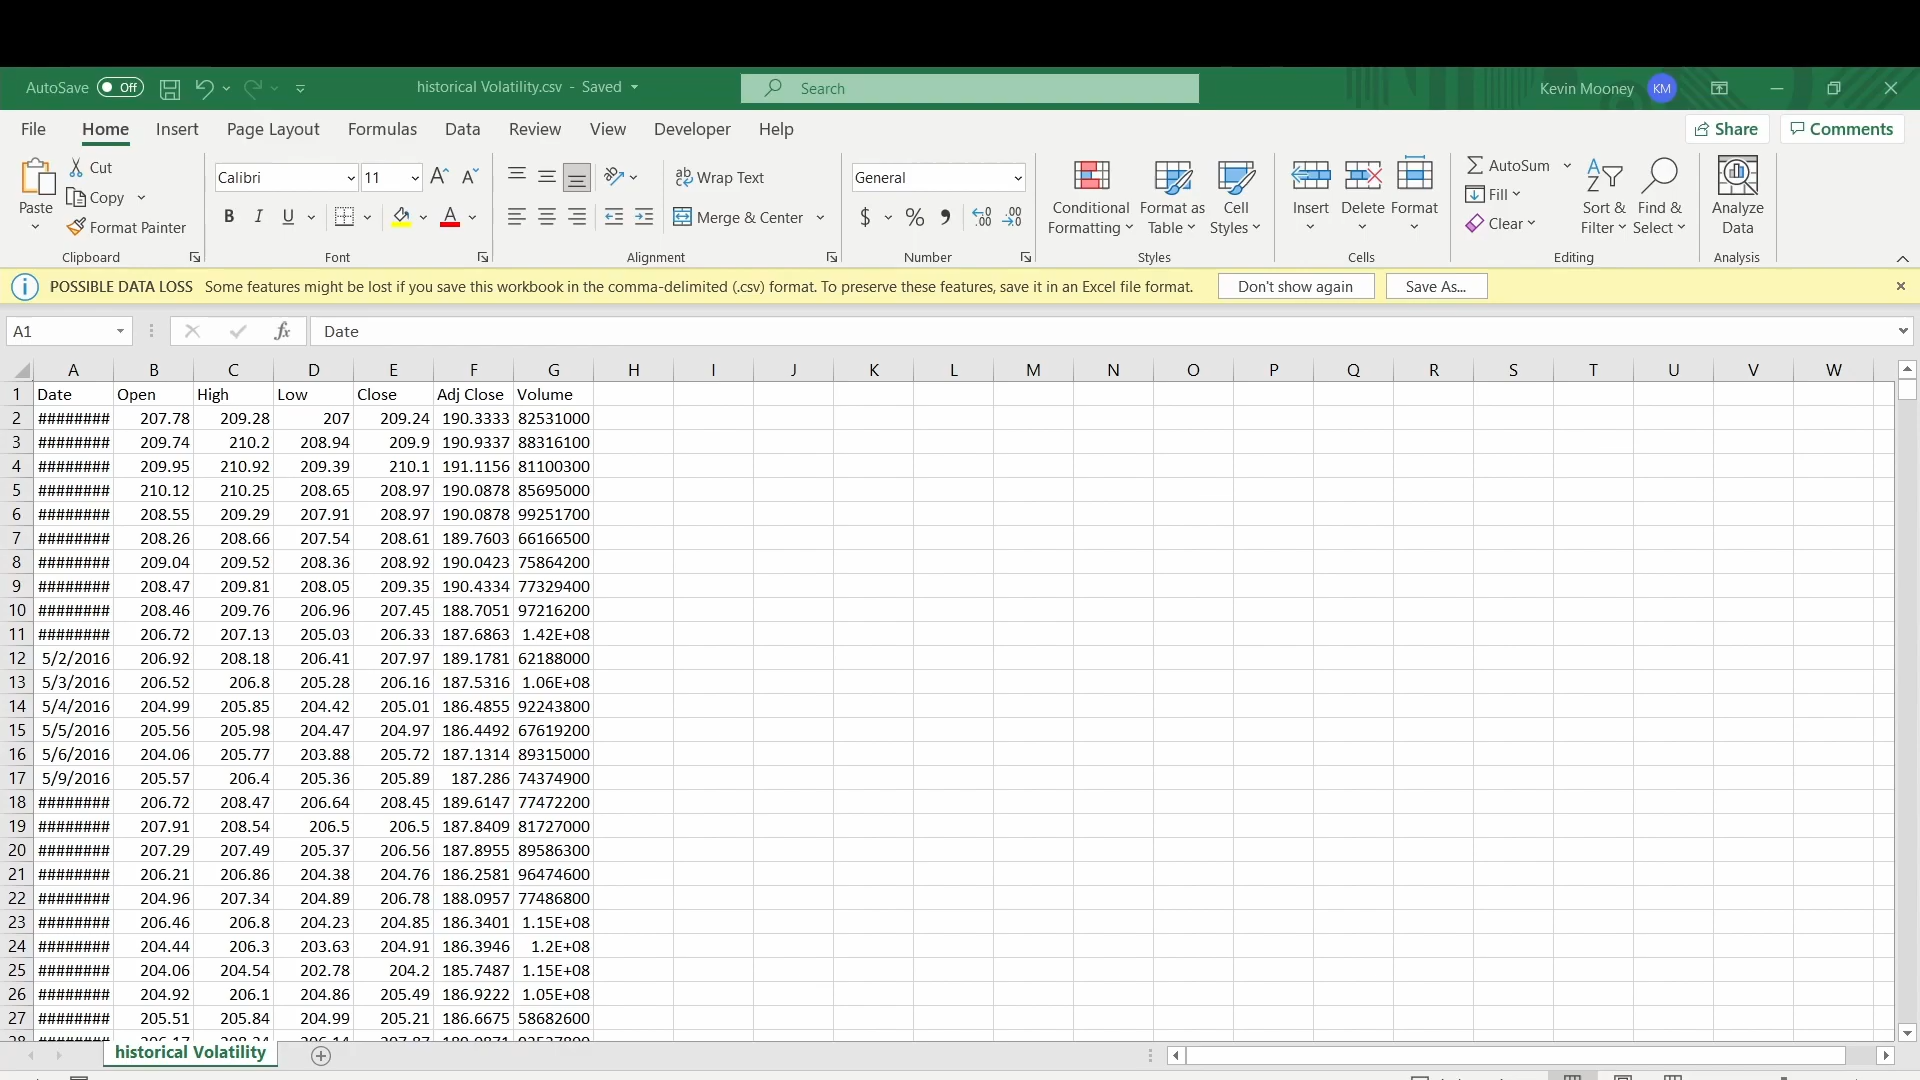 AutoSave Off historical Volatility.csv - Saved Search Kevin Mooney KM
File Home Insert Page Layout Formulas Data Review View Developer Help Share Comments
Paste Cut Copy Format Painter Clipboard
Calibri 11 B I U A Font
ab Wrap Text Merge & Center Alignment
General $ % Number
Conditional Formatting Format as Table Cell Styles Styles
Insert Delete Format Cells
AutoSum Fill Clear Sort & Filter Find & Select Editing
Analyze Data Analysis
POSSIBLE DATA LOSS Some features might be lost if you save this workbook in the comma-delimited (.csv) format. To preserve these features, save it in an Excel file format. Don't show again Save As...
A1 fx Date
A B C D E F G H I J K L M N O P Q R S T U V W
1 Date Open High Low Close Adj Close Volume
2 ######## 207.78 209.28 207 209.24 190.3333 82531000
3 ######## 209.74 210.2 208.94 209.9 190.9337 88316100
4 ######## 209.95 210.92 209.39 210.1 191.1156 81100300
5 ######## 210.12 210.25 208.65 208.97 190.0878 85695000
6 ######## 208.55 209.29 207.91 208.97 190.0878 99251700
7 ######## 208.26 208.66 207.54 208.61 189.7603 66166500
8 ######## 209.04 209.52 208.36 208.92 190.0423 75864200
9 ######## 208.47 209.81 208.05 209.35 190.4334 77329400
10 ######## 208.46 209.76 206.96 207.45 188.7051 97216200
11 ######## 206.72 207.13 205.03 206.33 187.6863 1.42E+08
12 5/2/2016 206.92 208.18 206.41 207.97 189.1781 62188000
13 5/3/2016 206.52 206.8 205.28 206.16 187.5316 1.06E+08
14 5/4/2016 204.99 205.85 204.42 205.01 186.4855 92243800
15 5/5/2016 205.56 205.98 204.47 204.97 186.4492 67619200
16 5/6/2016 204.06 205.77 203.88 205.72 187.1314 89315000
17 5/9/2016 205.57 206.4 205.36 205.89 187.286 74374900
18 ######## 206.72 208.47 206.64 208.45 189.6147 77472200
19 ######## 207.91 208.54 206.5 206.5 187.8409 81727000
20 ######## 207.29 207.49 205.37 206.56 187.8955 89586300
21 ######## 206.21 206.86 204.38 204.76 186.2581 96474600
22 ######## 204.96 207.34 204.89 206.78 188.0957 77486800
23 ######## 206.46 206.8 204.23 204.85 186.3401 1.15E+08
24 ######## 204.44 206.3 203.63 204.91 186.3946 1.2E+08
25 ######## 204.06 204.54 202.78 204.2 185.7487 1.15E+08
26 ######## 204.92 206.1 204.86 205.49 186.9222 1.05E+08
27 ######## 205.51 205.84 204.99 205.21 186.6675 58682600
historical Volatility